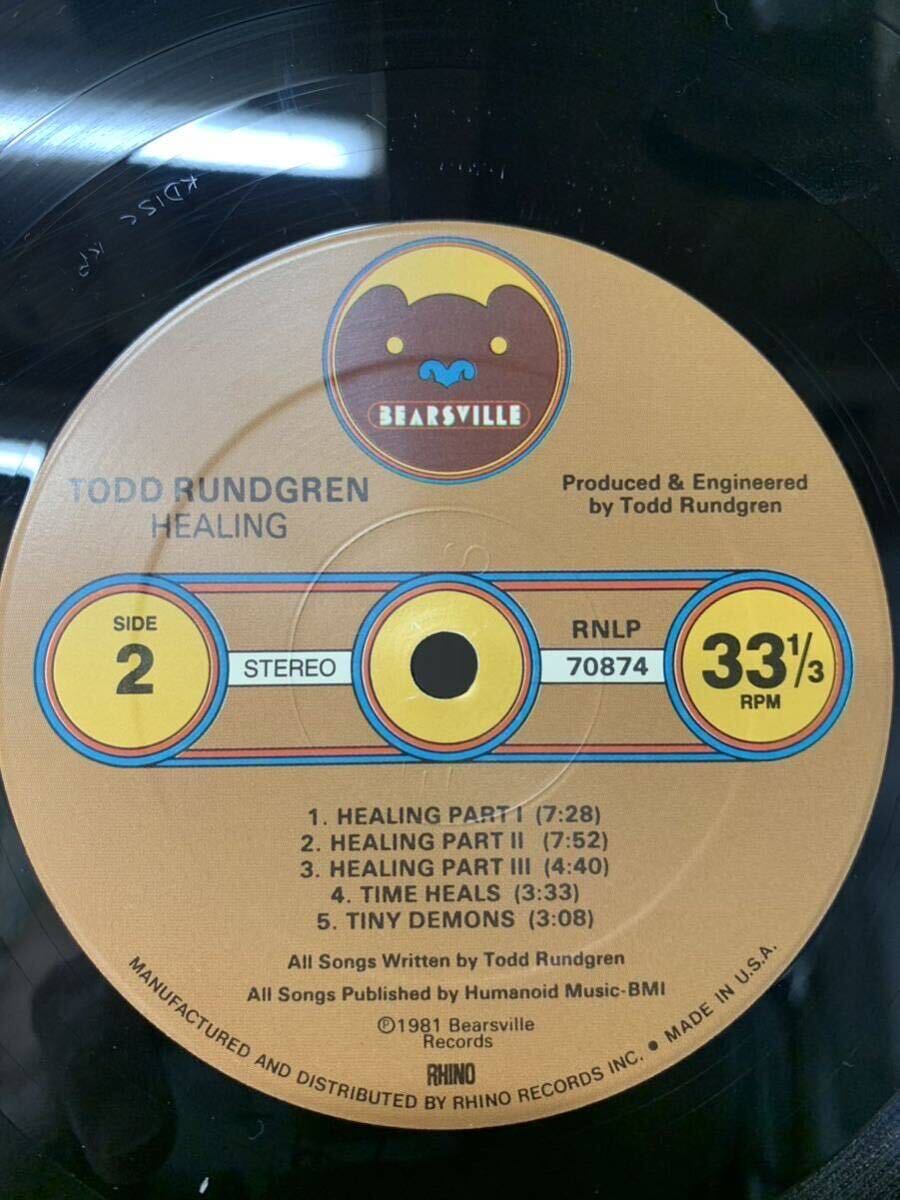 KDISC
BEARSVILLE
TODD RUNDGREN
HEALING
Produced & Engineered
by Todd Rundgren
SIDE
2
STEREO
RNLP
70874
33 1/3
RPM
1. HEALING PART I (7:28)
2. HEALING PART II (7:52)
3. HEALING PART III (4:40)
4. TIME HEALS (3:33)
5. TINY DEMONS (3:08)
All Songs Written by Todd Rundgren
All Songs Published by Humanoid Music-BMI
℗1981 Bearsville
Records
RHINO
MANUFACTURED AND DISTRIBUTED BY RHINO RECORDS INC. • MADE IN U.S.A.